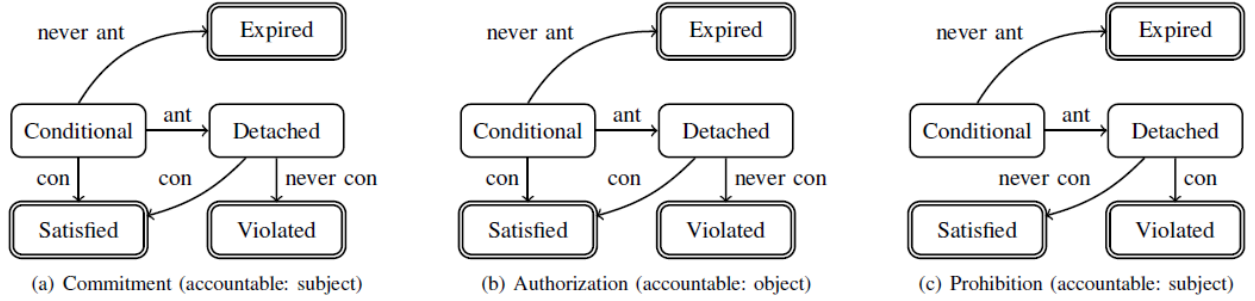 never ant
Expired
Conditional
ant
Detached
con
con
never con
Satisfied
Violated
(a) Commitment (accountable: subject)
never ant
Expired
Conditional
ant
Detached
con
con
never con
Satisfied
Violated
(b) Authorization (accountable: object)
never ant
Expired
Conditional
ant
Detached
never con
con
Satisfied
Violated
(c) Prohibition (accountable: subject)